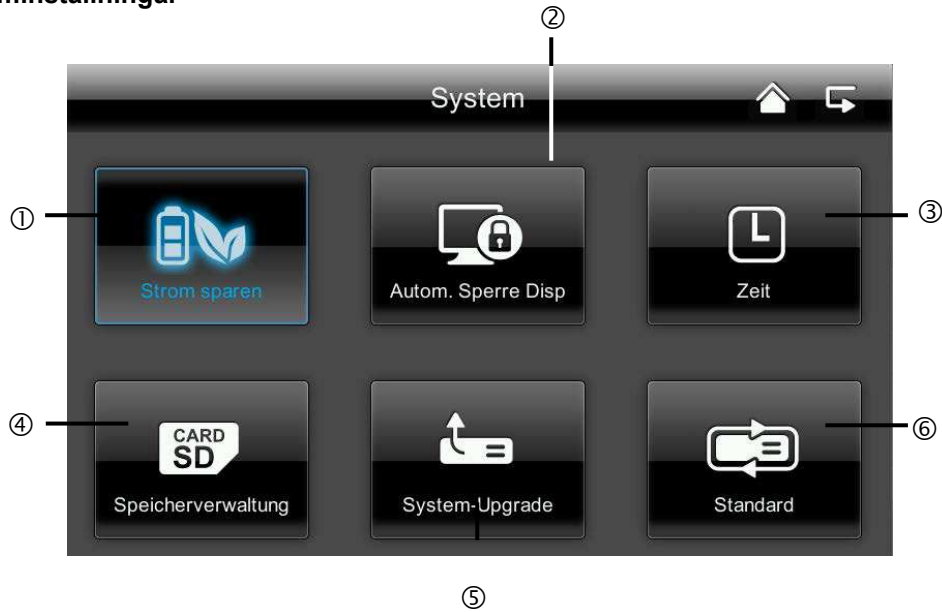 ②
System
①
③
Strom sparen
Autom. Sperre Disp
L
Zeit
④
CARD
SD
⑥
Speicherverwaltung
System-Upgrade
Standard
⑤